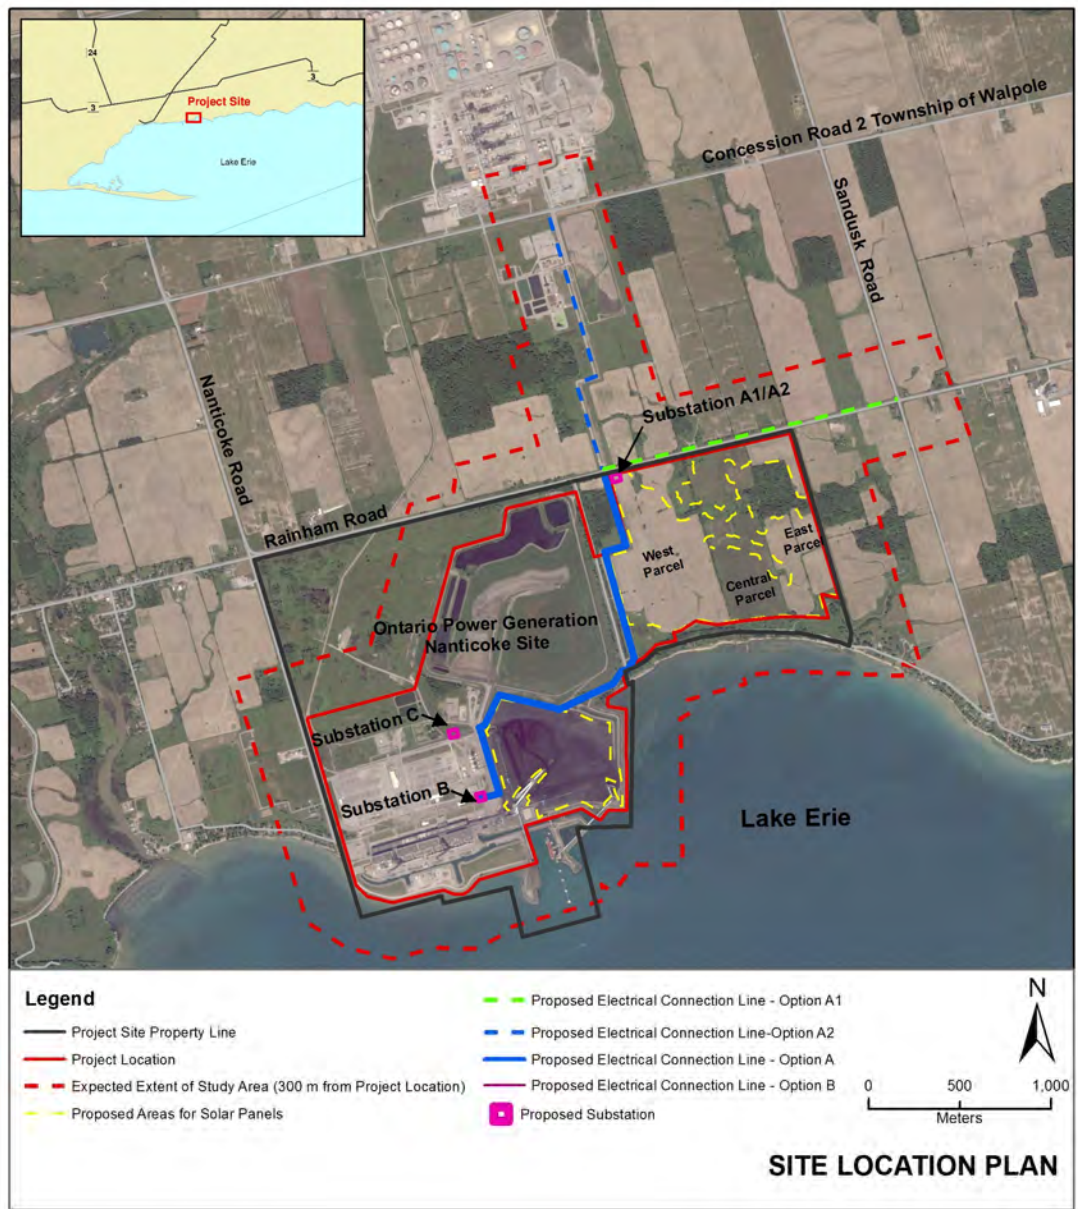 24
3
3
Project Site
Lake Erie
Concession Road 2 Township of Walpole
Sandusk Road
Nanticoke Road
Substation A1/A2
Rainham Road
West
Parcel
East
Parcel
Central
Parcel
Ontario Power Generation
Nanticoke Site
Substation C
Substation B
Lake Erie
Legend
Project Site Property Line
Project Location
Expected Extent of Study Area (300 m from Project Location)
Proposed Areas for Solar Panels
Proposed Electrical Connection Line - Option A1
Proposed Electrical Connection Line-Option A2
Proposed Electrical Connection Line - Option A
Proposed Electrical Connection Line - Option B
Proposed Substation
N
0 500 1,000
Meters
SITE LOCATION PLAN